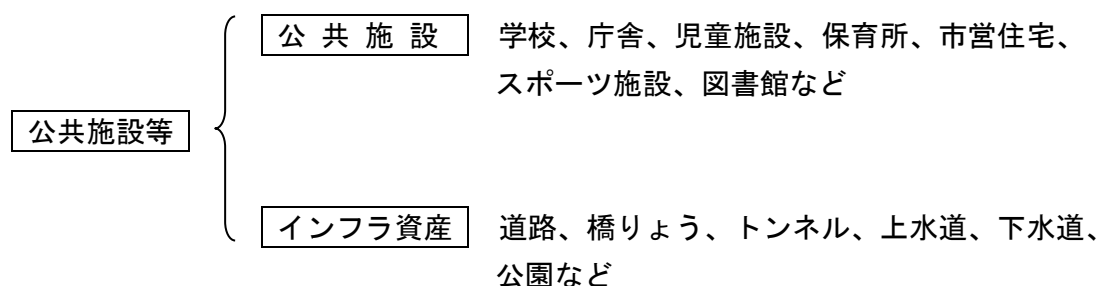 公共施設 学校、庁舎、児童施設、保育所、市営住宅、
スポーツ施設、図書館など
公共施設等
インフラ資産 道路、橋りょう、トンネル、上水道、下水道、
公園など